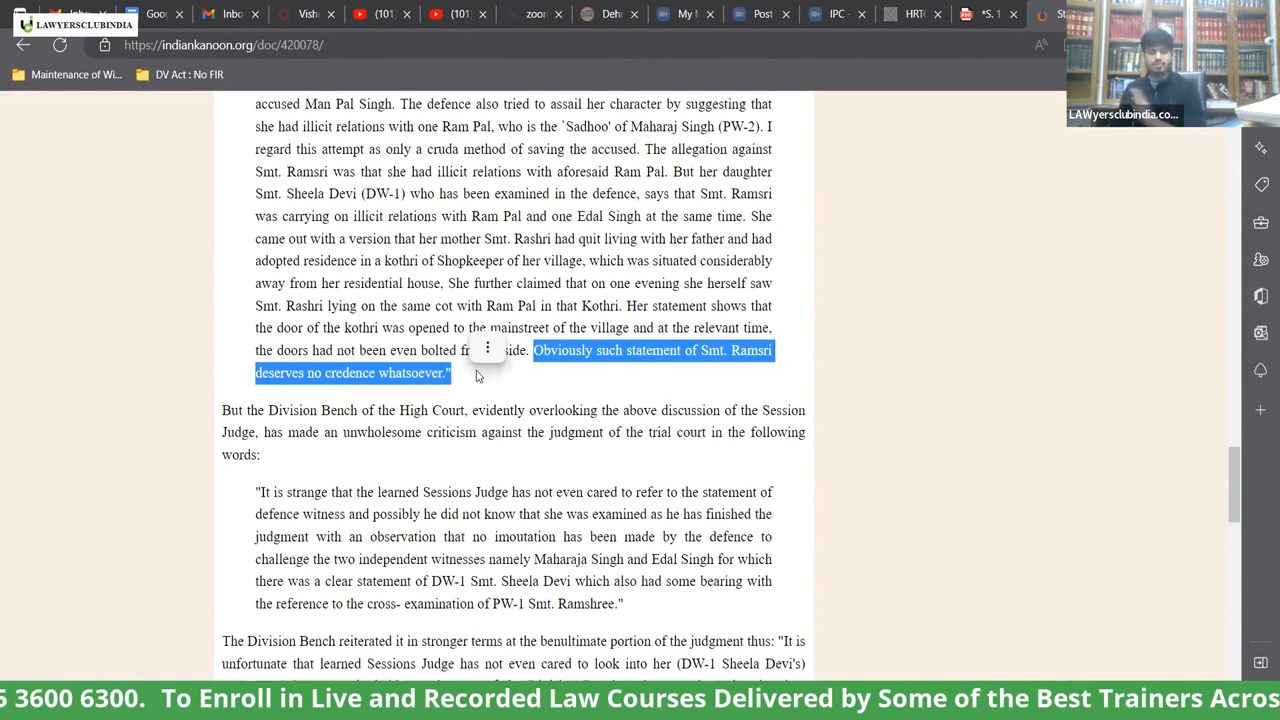 LAWYERSCLUBINDIA
Goo
Inbo
Inbo
Vishr
(101
Live
zoon
Dehr
My M
Post
SC -
HRTC
*S.
St
https://indiankanoon.org/doc/420078/
Maintenance of Wi...
DV Act : No FIR
LAWyersclubindia.co...
accused Man Pal Singh. The defence also tried to assail her character by suggesting that
she had illicit relations with one Ram Pal, who is the `Sadhoo' of Maharaj Singh (PW-2). I
regard this attempt as only a cruda method of saving the accused. The allegation against
Smt. Ramsri was that she had illicit relations with aforesaid Ram Pal. But her daughter
Smt. Sheela Devi (DW-1) who has been examined in the defence, says that Smt. Ramsri
was carrying on illicit relations with Ram Pal and one Edal Singh at the same time. She
came out with a version that her mother Smt. Rashri had quit living with her father and had
adopted residence in a kothri of Shopkeeper of her village, which was situated considerably
away from her residential house, She further claimed that on one evening she herself saw
Smt. Rashri lying on the same cot with Ram Pal in that Kothri. Her statement shows that
the door of the kothri was opened to the mainstreet of the village and at the relevant time,
the doors had not been even bolted fr side. Obviously such statement of Smt. Ramsri
deserves no credence whatsoever."
But the Division Bench of the High Court, evidently overlooking the above discussion of the Session
Judge, has made an unwholesome criticism against the judgment of the trial court in the following
words:
"It is strange that the learned Sessions Judge has not even cared to refer to the statement of
defence witness and possibly he did not know that she was examined as he has finished the
judgment with an observation that no imoutation has been made by the defence to
challenge the two independent witnesses namely Maharaja Singh and Edal Singh for which
there was a clear statement of DW-1 Smt. Sheela Devi which also had some bearing with
the reference to the cross- examination of PW-1 Smt. Ramshree."
The Division Bench reiterated it in stronger terms at the benultimate portion of the judgment thus: "It is
unfortunate that learned Sessions Judge has not even cared to look into her (DW-1 Sheela Devi's)
5 3600 6300. To Enroll in Live and Recorded Law Courses Delivered by Some of the Best Trainers Acros